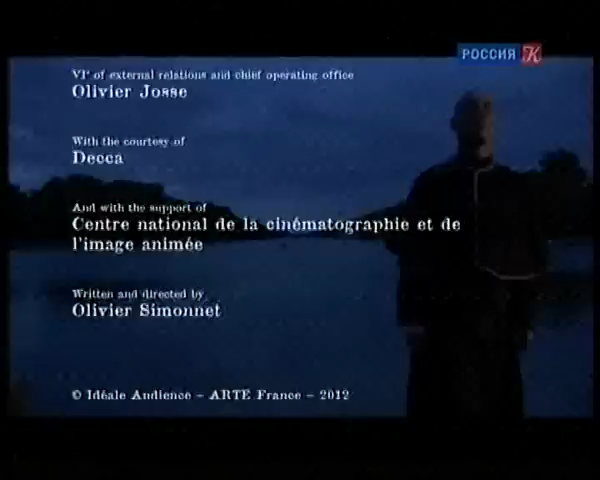 РОССИЯ К
VP of external relations and chief operating office
Olivier Josse
With the courtesy of
Decca
And with the support of
Centre national de la cinématographie et de
l'image animée
Written and directed by
Olivier Simonnet
© Idéale Audience – ARTE France – 2012